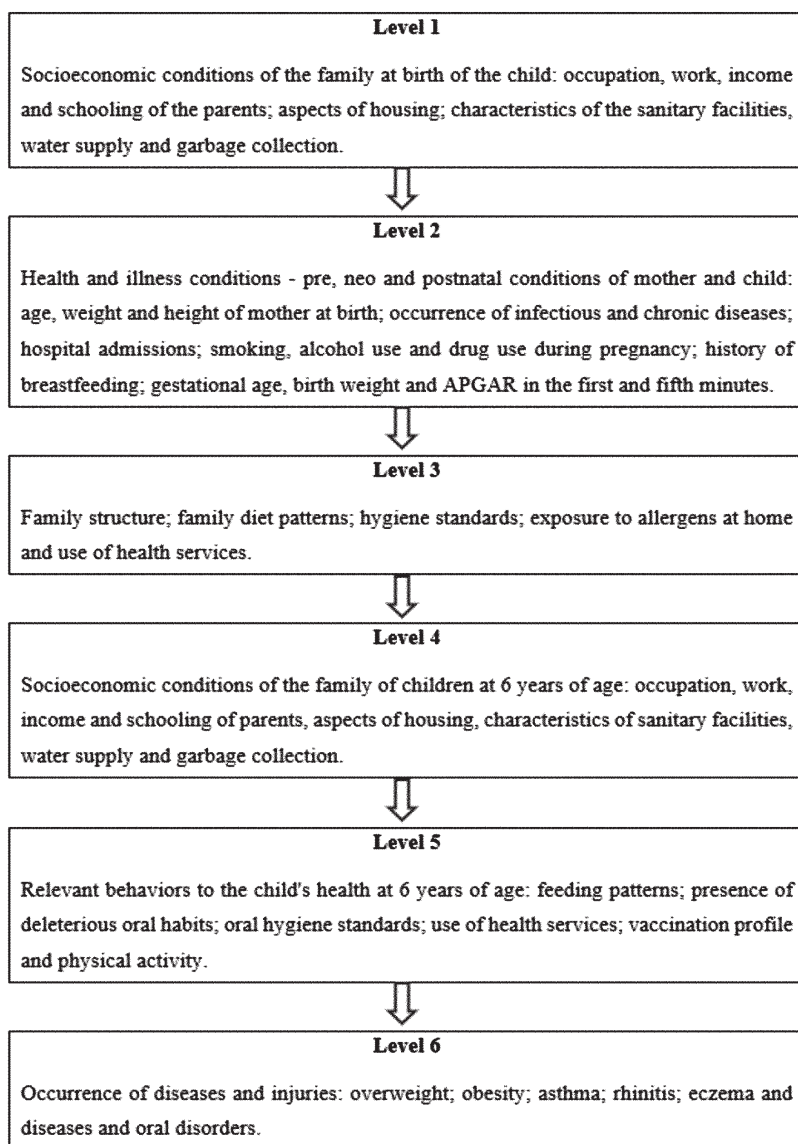 Level 1
Socioeconomic conditions of the family at birth of the child: occupation, work, income
and schooling of the parents; aspects of housing; characteristics of the sanitary facilities,
water supply and garbage collection.
Level 2
Health and illness conditions - pre, neo and postnatal conditions of mother and child:
age, weight and height of mother at birth; occurrence of infectious and chronic diseases;
hospital admissions; smoking, alcohol use and drug use during pregnancy; history of
breastfeeding; gestational age, birth weight and APGAR in the first and fifth minutes.
Level 3
Family structure; family diet patterns; hygiene standards; exposure to allergens at home
and use of health services.
Level 4
Socioeconomic conditions of the family of children at 6 years of age: occupation, work,
income and schooling of parents, aspects of housing, characteristics of sanitary facilities,
water supply and garbage collection.
Level 5
Relevant behaviors to the child's health at 6 years of age: feeding patterns; presence of
deleterious oral habits; oral hygiene standards; use of health services; vaccination profile
and physical activity.
Level 6
Occurrence of diseases and injuries: overweight; obesity; asthma; rhinitis; eczema and
diseases and oral disorders.